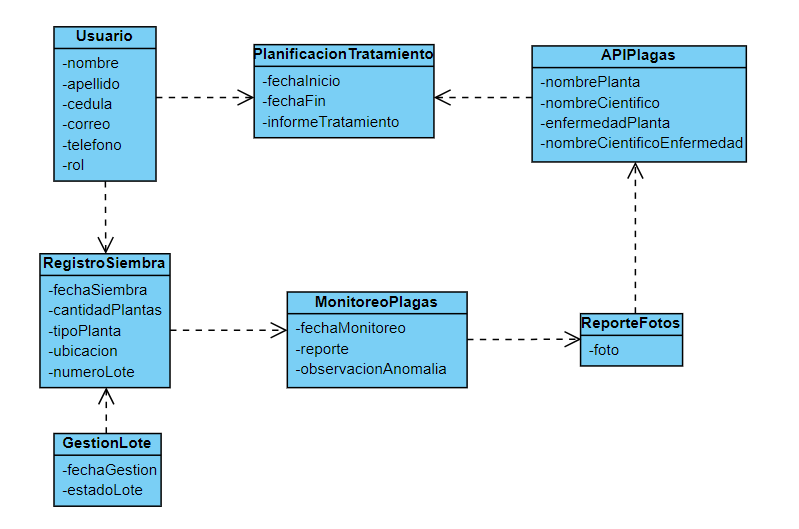 Usuario
-nombre
-apellido
-cedula
-correo
-telefono
-rol
PlanificacionTratamiento
-fechaInicio
-fechaFin
-informeTratamiento
APIPlagas
-nombrePlanta
-nombreCientifico
-enfermedadPlanta
-nombreCientificoEnfermedad
RegistroSiembra
-fechaSiembra
-cantidadPlantas
-tipoPlanta
-ubicacion
-numeroLote
MonitoreoPlagas
-fechaMonitoreo
-reporte
-observacionAnomalia
ReporteFotos
-foto
GestionLote
-fechaGestion
-estadoLote